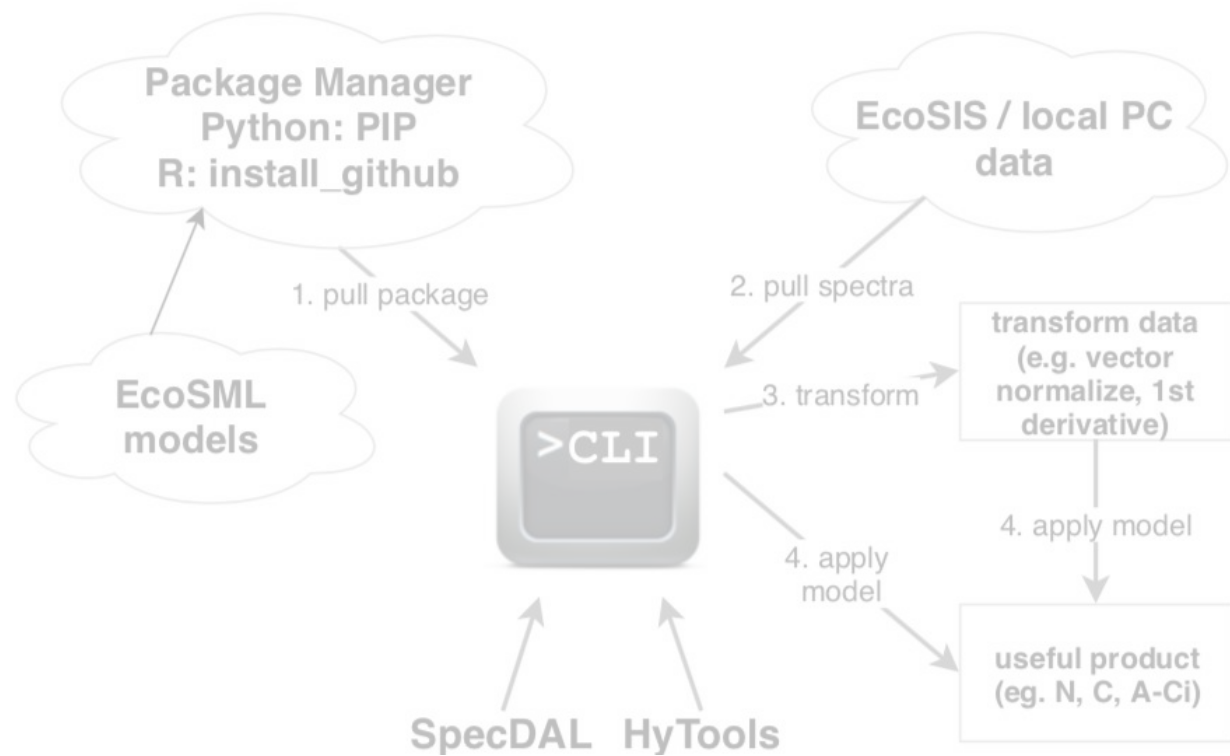 Package Manager
Python: PIP
R: install_github
EcoSIS / local PC
data
1. pull package
2. pull spectra
EcoSML
models
transform data
(e.g. vector
normalize, 1st
derivative)
3. transform
>CLI
4. apply model
4. apply
model
useful product
(eg. N, C, A-Ci)
SpecDAL HyTools